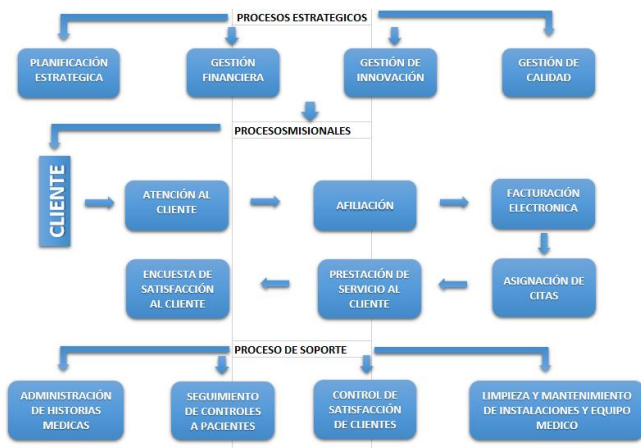 PROCESOS ESTRATEGICOS
PLANIFICACIÓN
ESTRATEGICA
GESTIÓN
FINANCIERA
GESTIÓN DE
INNOVACIÓN
GESTIÓN DE
CALIDAD
PROCESOSMISIONALES
CLIENTE
ATENCIÓN AL
CLIENTE
AFILIACIÓN
FACTURACIÓN
ELECTRONICA
ASIGNACIÓN DE
CITAS
PRESTACIÓN DE
SERVICIO AL
CLIENTE
ENCUESTA DE
SATISFACCIÓN
AL CLIENTE
PROCESO DE SOPORTE
ADMINISTRACIÓN
DE HISTORIAS
MEDICAS
SEGUIMIENTO
DE CONTROLES
A PACIENTES
CONTROL DE
SATISFACCIÓN
DE CLIENTES
LIMPIEZA Y MANTENIMIENTO
DE INSTALACIONES Y EQUIPO
MEDICO